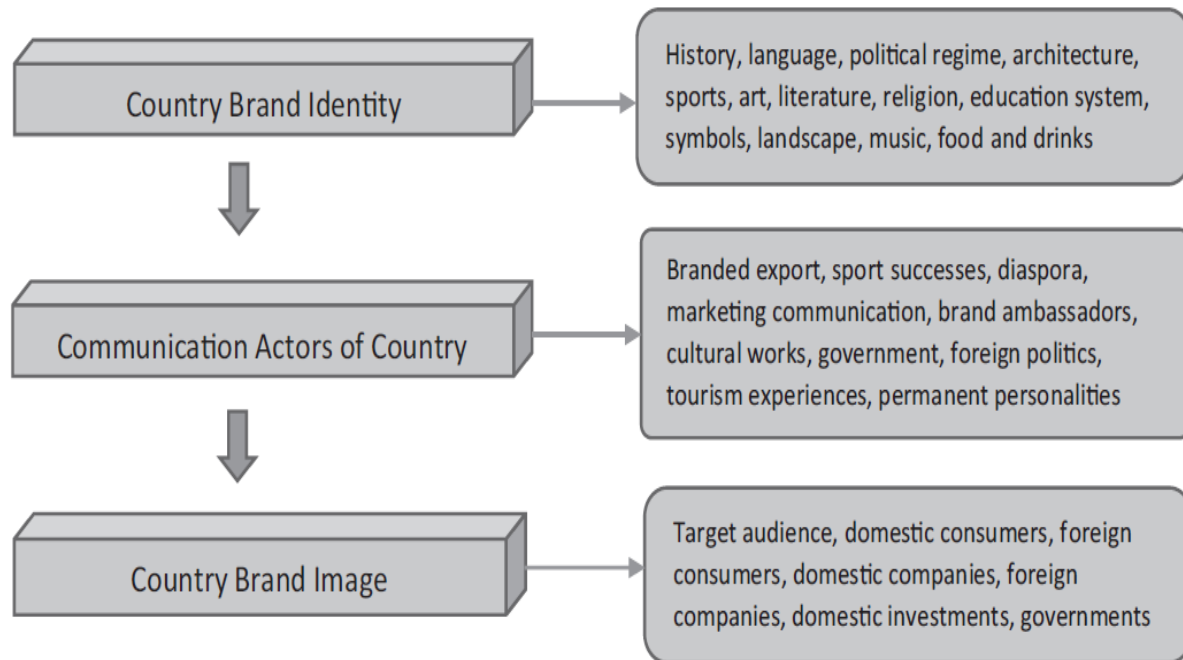 Country Brand Identity
History, language, political regime, architecture,
sports, art, literature, religion, education system,
symbols, landscape, music, food and drinks
Communication Actors of Country
Branded export, sport successes, diaspora,
marketing communication, brand ambassadors,
cultural works, government, foreign politics,
tourism experiences, permanent personalities
Country Brand Image
Target audience, domestic consumers, foreign
consumers, domestic companies, foreign
companies, domestic investments, governments